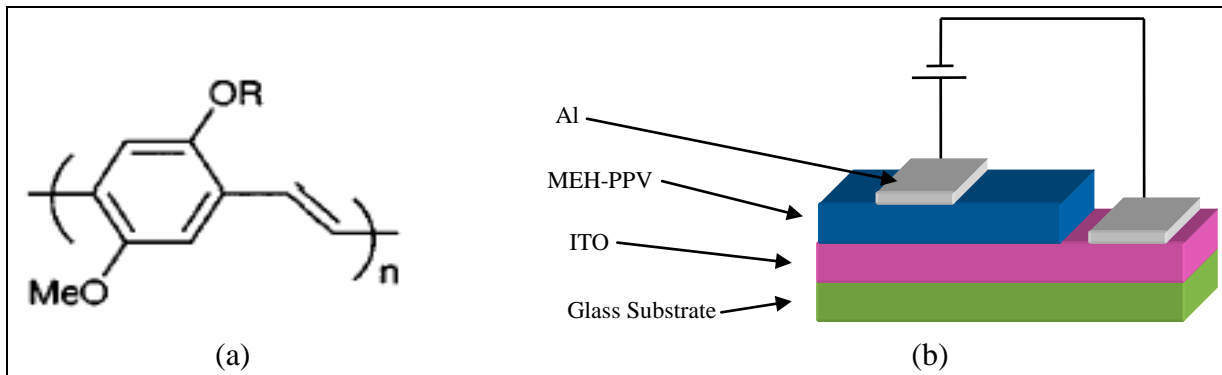 OR
MeO
n
(a)
Al
MEH-PPV
ITO
Glass Substrate
(b)